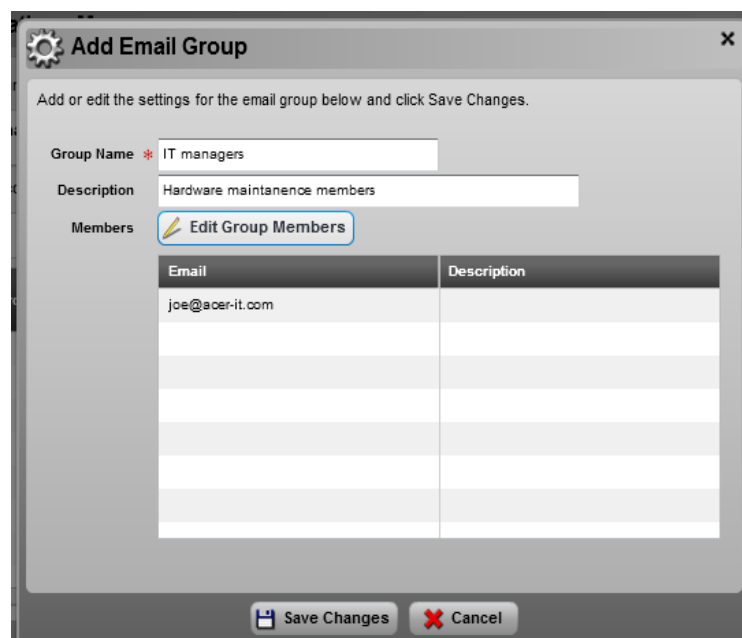 Add Email Group
Add or edit the settings for the email group below and click Save Changes.
Group Name * IT managers
Description Hardware maintanence members
Members Edit Group Members
Email Description
joe@acer-it.com
Save Changes Cancel